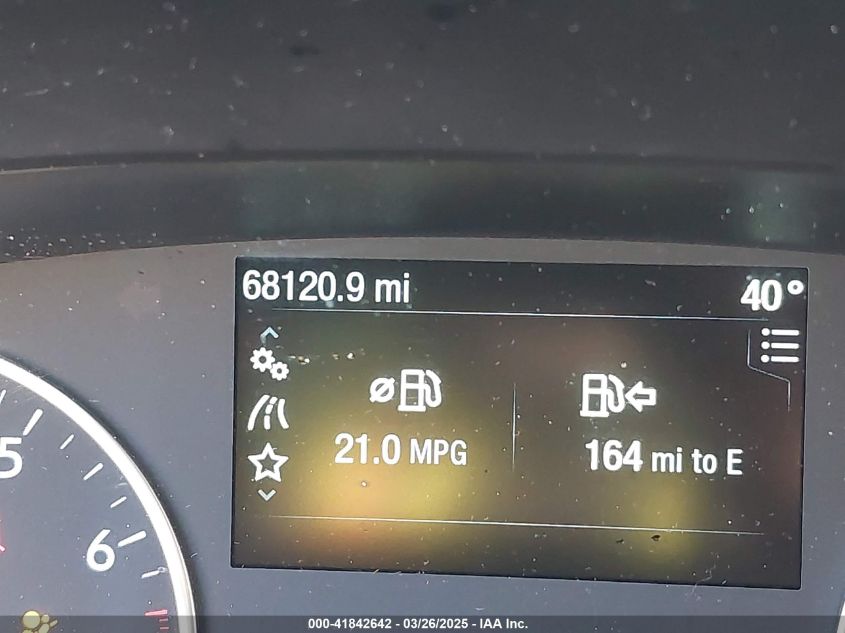 68120.9 mi 40°
21.0 MPG 164 mi to E
5
6
000-41842642 - 03/26/2025 - IAA Inc.